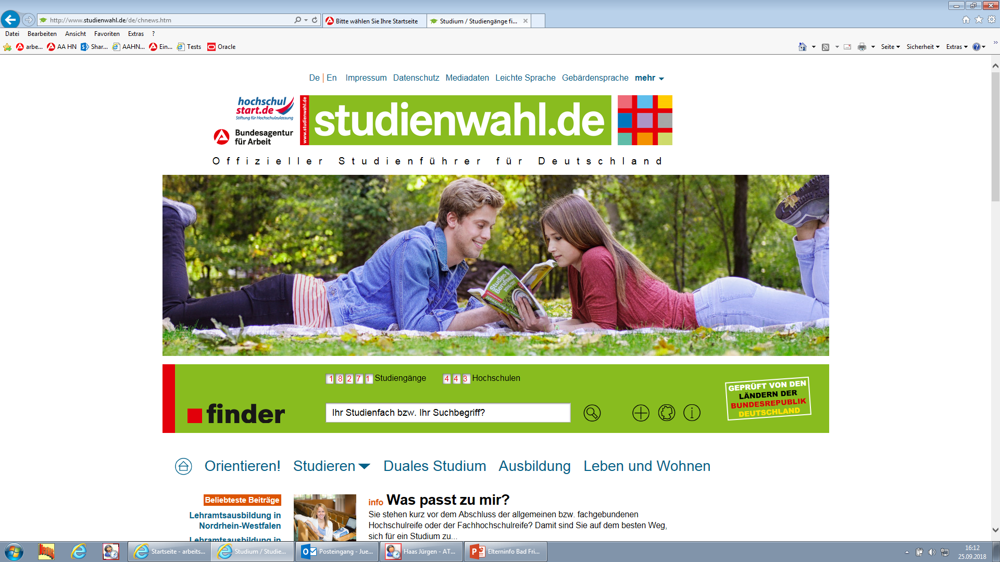 http://www.studienwahl.de/de/chnews.htm
Bitte wählen Sie Ihre Startseite
Studium / Studiengänge fi...
Datei Bearbeiten Ansicht Favoriten Extras ?
arbe... AA HN Shar... AAHN... Ein... Tests Oracle
Seite Sicherheit Extras
De | En Impressum Datenschutz Mediadaten Leichte Sprache Gebärdensprache mehr
hochschul
start.de
Stiftung für Hochschulzulassung
Bundesagentur
für Arbeit
www.studienwahl.de
studienwahl.de
Offizieller Studienführer für Deutschland
Studien- &
Berufswahl
18271 Studiengänge 443 Hochschulen
finder
Ihr Studienfach bzw. Ihr Suchbegriff?
GEPRÜFT VON DEN
LÄNDERN DER
BUNDESREPUBLIK
DEUTSCHLAND
Orientieren! Studieren Duales Studium Ausbildung Leben und Wohnen
Beliebteste Beiträge
Lehramtsausbildung in
Nordrhein-Westfalen
Lehramtsausbildung in
info Was passt zu mir?
Sie stehen kurz vor dem Abschluss der allgemeinen bzw. fachgebundenen
Hochschulreife oder der Fachhochschulreife? Damit sind Sie auf dem besten Weg,
sich für ein Studium zu...
Startseite - arbeits...
Studium / Studie...
Posteingang - Jue...
Haas Jürgen - AT...
Elterninfo Bad Fri...
16:12
25.09.2018